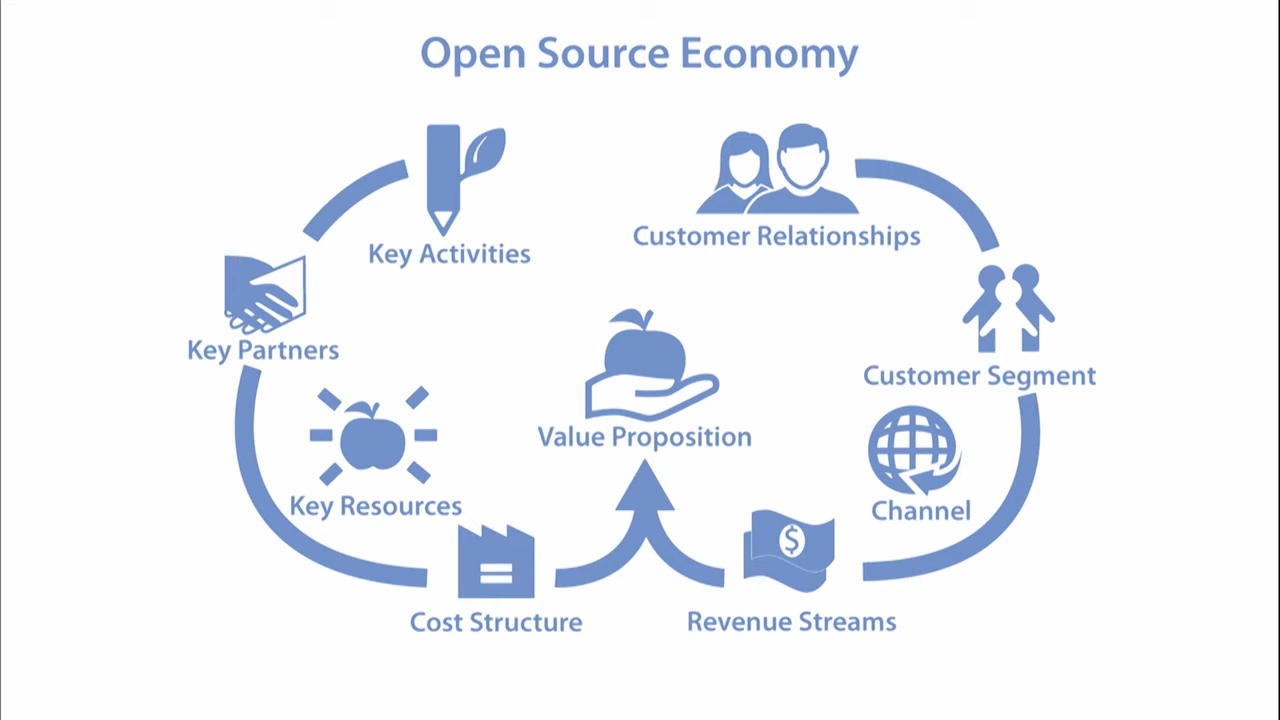 Open Source Economy
Key Activities
Customer Relationships
Key Partners
Customer Segment
Value Proposition
Key Resources
Channel
$
Cost Structure
Revenue Streams